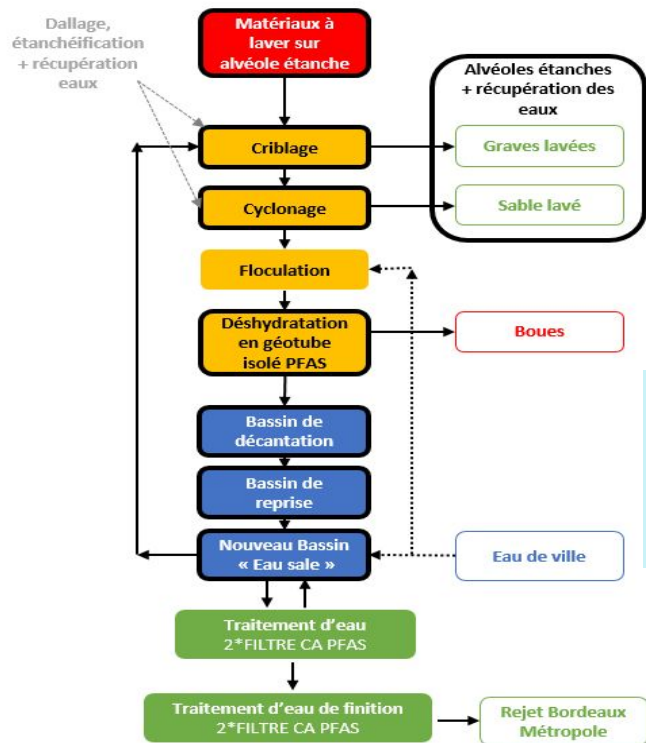 Dallage,
étanchéification
+ récupération
eaux
Matériaux à
laver sur
alvéole étanche
Alvéoles étanches
+ récupération des
eaux
Criblage
Graves lavées
Cyclonage
Sable lavé
Floculation
Déshydratation
en géotube
isolé PFAS
Boues
Bassin de
décantation
Bassin de
reprise
Nouveau Bassin
« Eau sale »
Eau de ville
Traitement d'eau
2*FILTRE CA PFAS
Traitement d'eau de finition
2*FILTRE CA PFAS
Rejet Bordeaux
Métropole